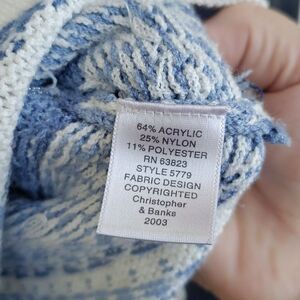 64% ACRYLIC
25% NYLON
11% POLYESTER
RN 63823
STYLE 5779
FABRIC DESIGN
COPYRIGHTED
Christopher
& Banks
2003